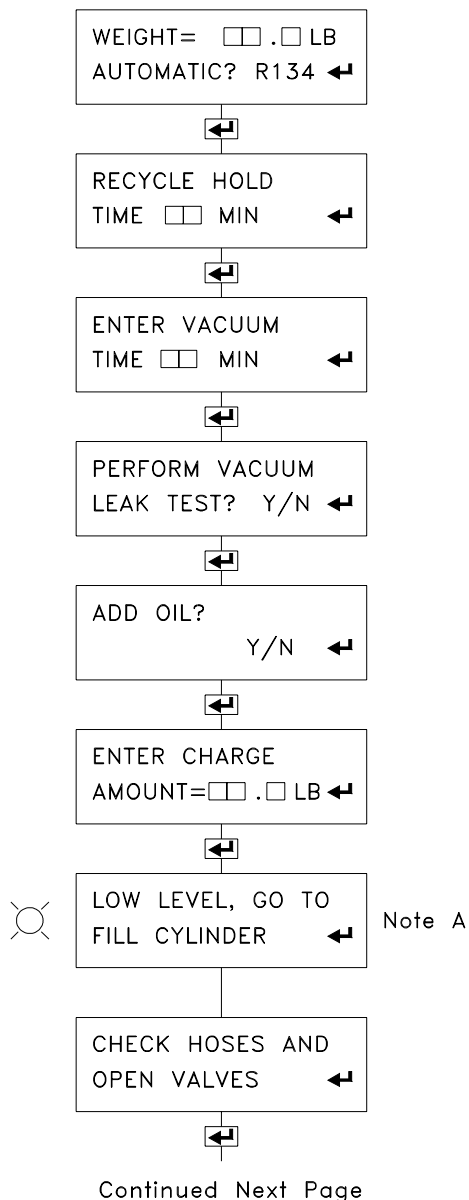 WEIGHT= □□.□ LB
AUTOMATIC? R134 ↵
↵
RECYCLE HOLD
TIME □□ MIN ↵
↵
ENTER VACUUM
TIME □□ MIN ↵
↵
PERFORM VACUUM
LEAK TEST? Y/N ↵
↵
ADD OIL?
Y/N ↵
↵
ENTER CHARGE
AMOUNT=□□.□ LB ↵
↵
LOW LEVEL, GO TO
FILL CYLINDER ↵
Note A
CHECK HOSES AND
OPEN VALVES ↵
↵
Continued Next Page